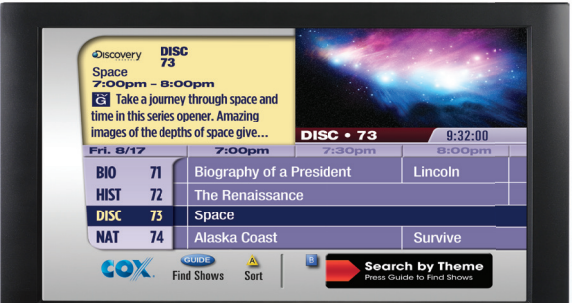 Discovery DISC
73
Space
7:00pm – 8:00pm
G Take a journey through space and
time in this series opener. Amazing
images of the depths of space give...
DISC • 73 9:32:00
Fri. 8/17 7:00pm 7:30pm 8:00pm
BIO 71 Biography of a President Lincoln
HIST 72 The Renaissance
DISC 73 Space
NAT 74 Alaska Coast Survive
COX GUIDE A B Search by Theme
Find Shows Sort Press Guide to Find Shows